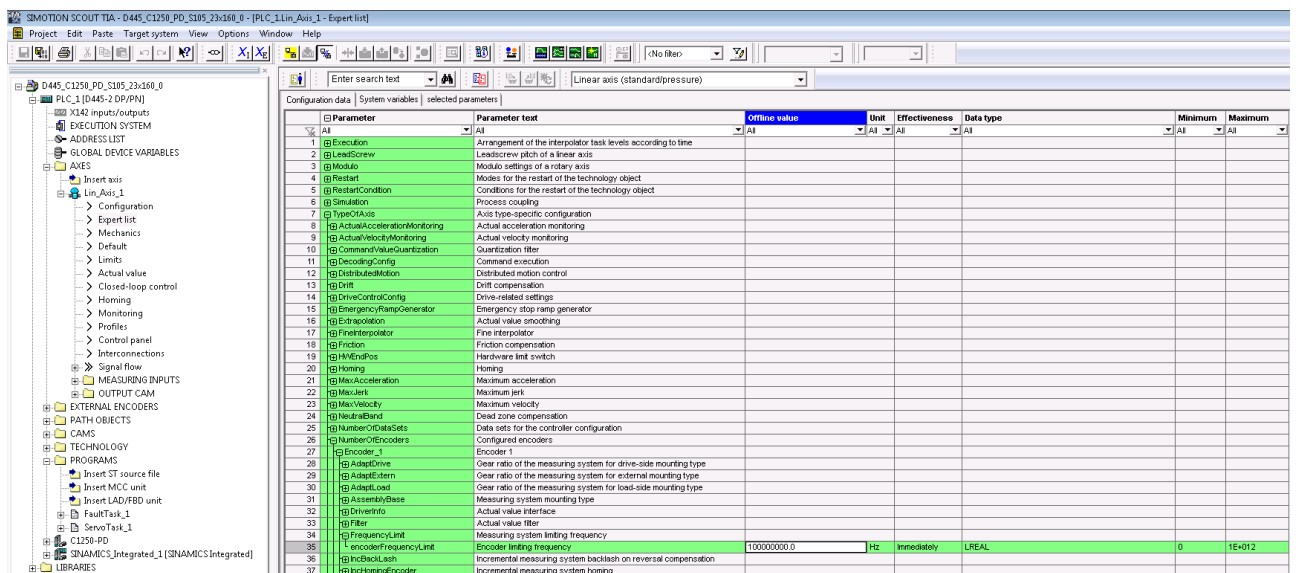 SIMOTION SCOUT TIA - D445_C1250_PD_S105_23x160_0 - [PLC_1.Lin_Axis_1 - Expert list]
Project Edit Paste Target system View Options Window Help
<No filter>
Enter search text Linear axis (standard/pressure)
D445_C1250_PD_S105_23x160_0
PLC_1 [D445-2 DP/PN]
X142 inputs/outputs
EXECUTION SYSTEM
ADDRESS LIST
GLOBAL DEVICE VARIABLES
AXES
Insert axis
Lin_Axis_1
Configuration
Expert list
Mechanics
Default
Limits
Actual value
Closed-loop control
Homing
Monitoring
Profiles
Control panel
Interconnections
Signal flow
MEASURING INPUTS
OUTPUT CAM
EXTERNAL ENCODERS
PATH OBJECTS
CAMS
TECHNOLOGY
PROGRAMS
Insert ST source file
Insert MCC unit
Insert LAD/FBD unit
FaultTask_1
ServoTask_1
C1250-PD
SINAMICS_Integrated_1 [SINAMICS Integrated]
LIBRARIES
Configuration data System variables selected parameters
Parameter Parameter text Offline value Unit Effectiveness Data type Minimum Maximum
All All All All All All All All
1 Execution Arrangement of the interpolator task levels according to time
2 LeadScrew Leadscrew pitch of a linear axis
3 Modulo Modulo settings of a rotary axis
4 Restart Modes for the restart of the technology object
5 RestartCondition Conditions for the restart of the technology object
6 Simulation Process coupling
7 TypeOfAxis Axis type-specific configuration
8 ActualAccelerationMonitoring Actual acceleration monitoring
9 ActualVelocityMonitoring Actual velocity monitoring
10 CommandValueQuantization Quantization filter
11 DecodingConfig Command execution
12 DistributedMotion Distributed motion control
13 Drift Drift compensation
14 DriveControlConfig Drive-related settings
15 EmergencyRampGenerator Emergency stop ramp generator
16 Extrapolation Actual value smoothing
17 FineInterpolator Fine interpolator
18 Friction Friction compensation
19 HWEndPos Hardware limit switch
20 Homing Homing
21 MaxAcceleration Maximum acceleration
22 MaxJerk Maximum jerk
23 MaxVelocity Maximum velocity
24 NeutralBand Dead zone compensation
25 NumberOfDataSets Data sets for the controller configuration
26 NumberOfEncoders Configured encoders
27 Encoder_1 Encoder 1
28 AdaptDrive Gear ratio of the measuring system for drive-side mounting type
29 AdaptExtern Gear ratio of the measuring system for external mounting type
30 AdaptLoad Gear ratio of the measuring system for load-side mounting type
31 AssemblyBase Measuring system mounting type
32 DriverInfo Actual value interface
33 Filter Actual value filter
34 FrequencyLimit Measuring system limiting frequency
35 encoderFrequencyLimit Encoder limiting frequency 100000000.0 Hz Immediately LREAL 0 1E+012
36 IncBackLash Incremental measuring system backlash on reversal compensation
37 IncHomingEncoder Incremental measuring system homing